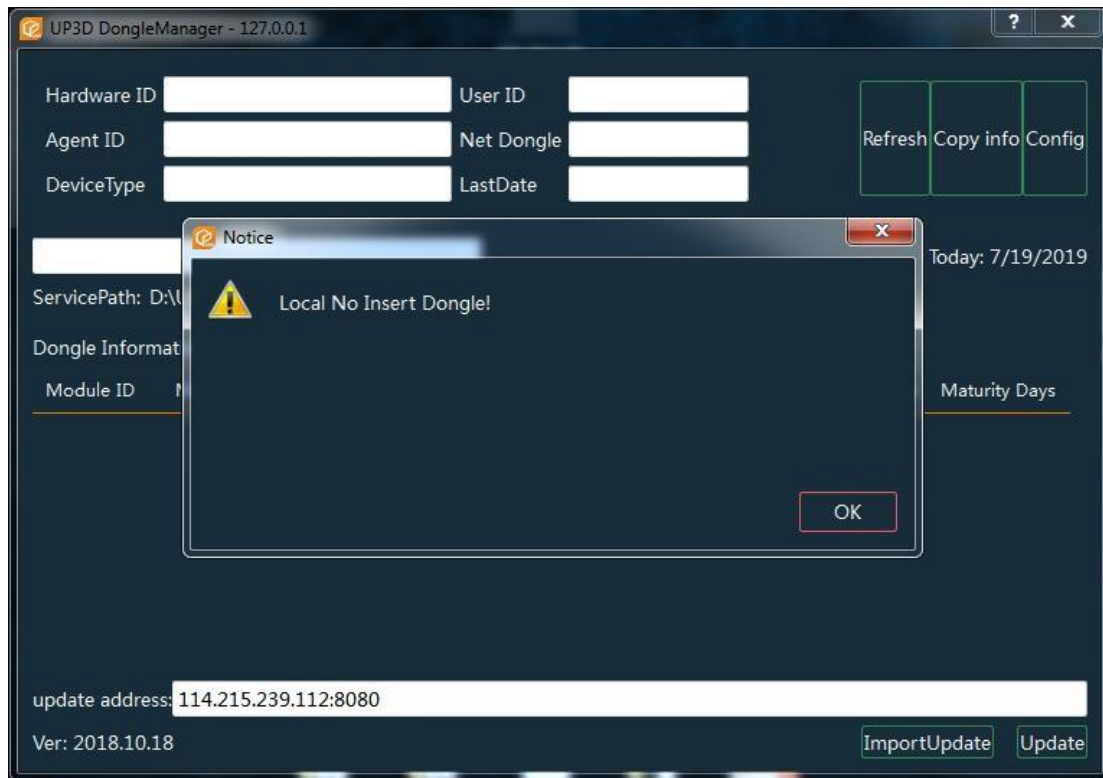 UP3D DongleManager - 127.0.0.1
? x
Hardware ID User ID
Agent ID Net Dongle
DeviceType LastDate
Refresh Copy info Config
Notice x
Today: 7/19/2019
ServicePath: D:\
Local No Insert Dongle!
Dongle Informat
Module ID Maturity Days
OK
update address: 114.215.239.112:8080
Ver: 2018.10.18 ImportUpdate Update